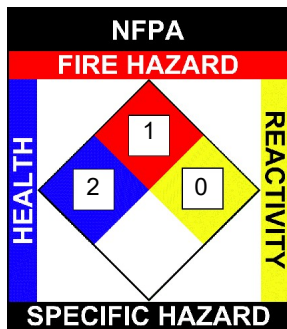 NFPA
FIRE HAZARD
1
HEALTH
2
0
REACTIVITY
SPECIFIC HAZARD